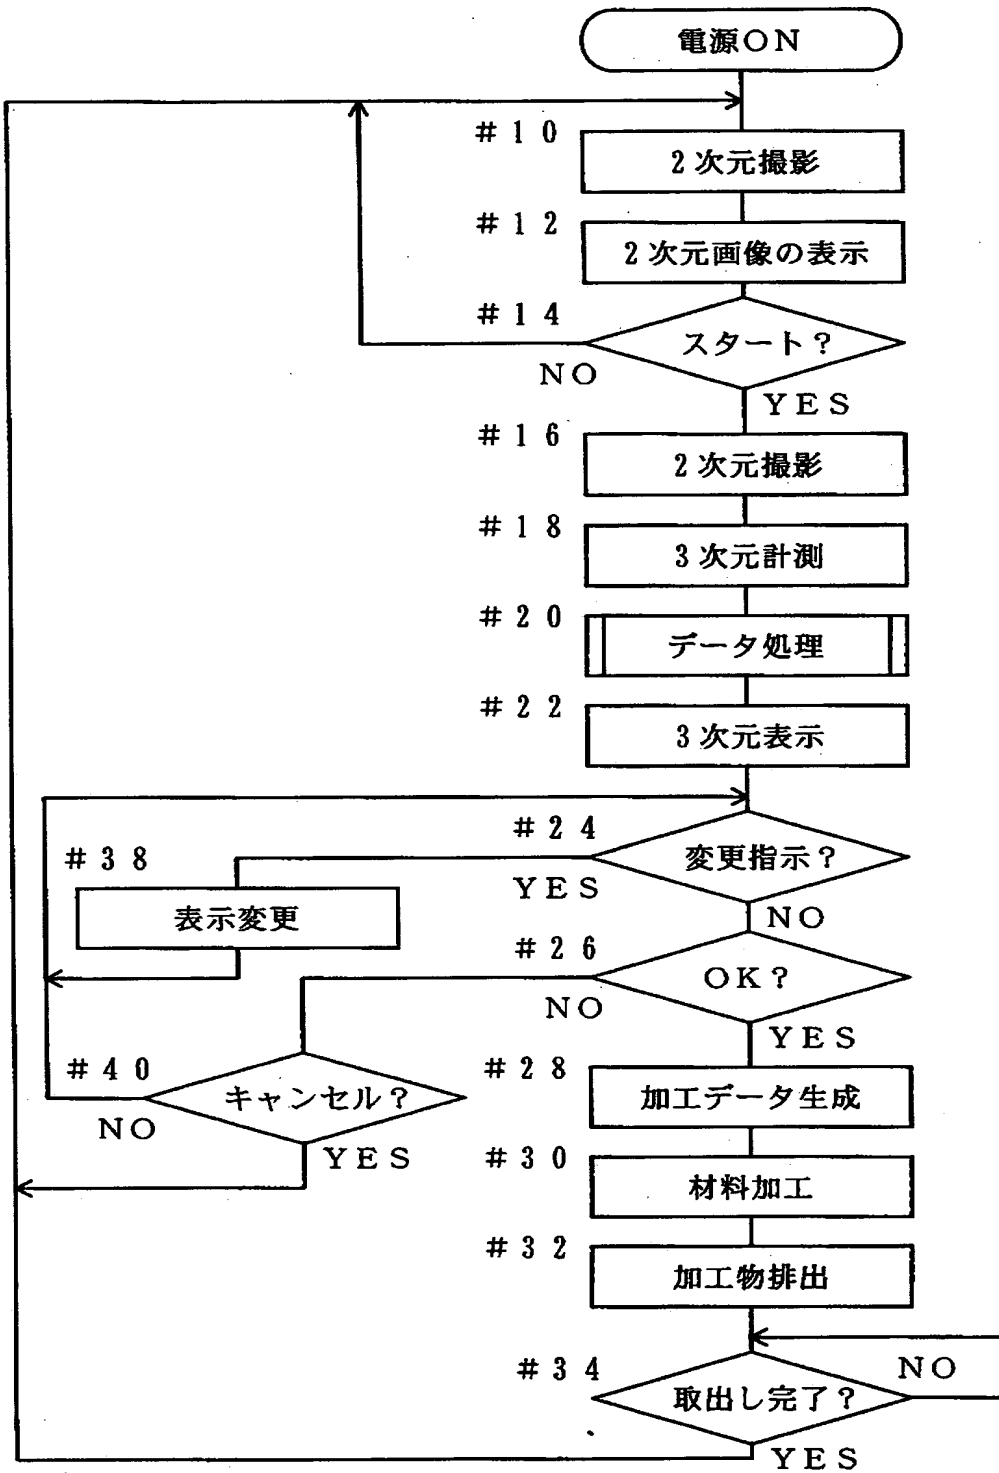 電源ON
#10
2次元撮影
#12
2次元画像の表示
#14
スタート?
NO
YES
#16
2次元撮影
#18
3次元計測
#20
データ処理
#22
3次元表示
#24
変更指示?
YES
NO
#38
表示変更
#26
OK?
NO
YES
#40
キャンセル?
NO
YES
#28
加工データ生成
#30
材料加工
#32
加工物排出
#34
取出し完了?
NO
YES